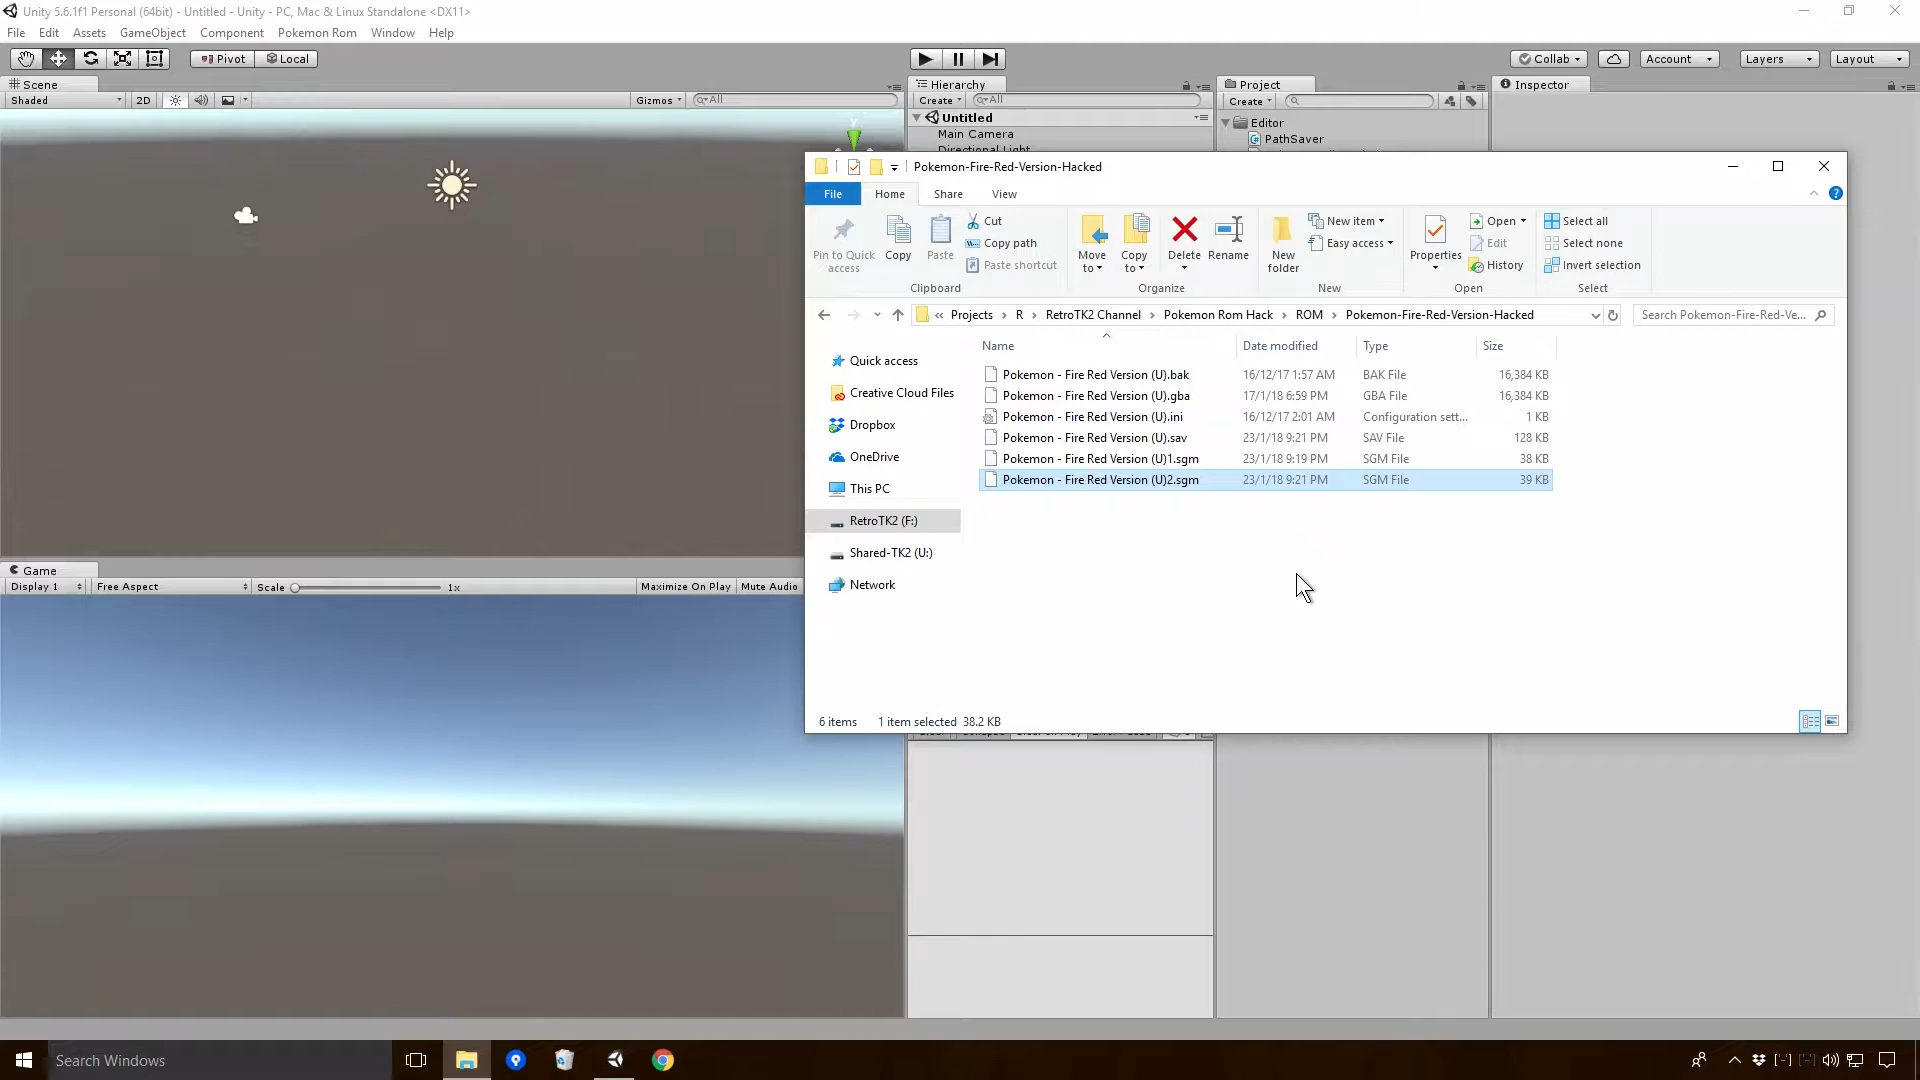 Unity 5.6.1f1 Personal (64bit) - Untitled - Unity - PC, Mac & Linux Standalone <DX11>
File Edit Assets GameObject Component Pokemon Rom Window Help
Pivot Local Collab Account Layers Layout
Scene Hierarchy Project Inspector
Shaded 2D Gizmos All Create All Create
Untitled Editor
Main Camera PathSaver
Directional Light
Pokemon-Fire-Red-Version-Hacked
File Home Share View
Pin to Quick access Copy Paste Cut Copy path Paste shortcut Move to Copy to Delete Rename New folder New item Easy access Properties Open Edit History Select all Select none Invert selection
Clipboard Organize New Open Select
« Projects R RetroTK2 Channel Pokemon Rom Hack ROM Pokemon-Fire-Red-Version-Hacked Search Pokemon-Fire-Red-Ve...
Name Date modified Type Size
Quick access
Creative Cloud Files
Dropbox
OneDrive
This PC
RetroTK2 (F:)
Shared-TK2 (U:)
Network
Pokemon - Fire Red Version (U).bak 16/12/17 1:57 AM BAK File 16,384 KB
Pokemon - Fire Red Version (U).gba 17/1/18 6:59 PM GBA File 16,384 KB
Pokemon - Fire Red Version (U).ini 16/12/17 2:01 AM Configuration sett... 1 KB
Pokemon - Fire Red Version (U).sav 23/1/18 9:21 PM SAV File 128 KB
Pokemon - Fire Red Version (U)1.sgm 23/1/18 9:19 PM SGM File 38 KB
Pokemon - Fire Red Version (U)2.sgm 23/1/18 9:21 PM SGM File 39 KB
6 items 1 item selected 38.2 KB
Game
Display 1 Free Aspect Scale 1x Maximize On Play Mute Audio
Search Windows